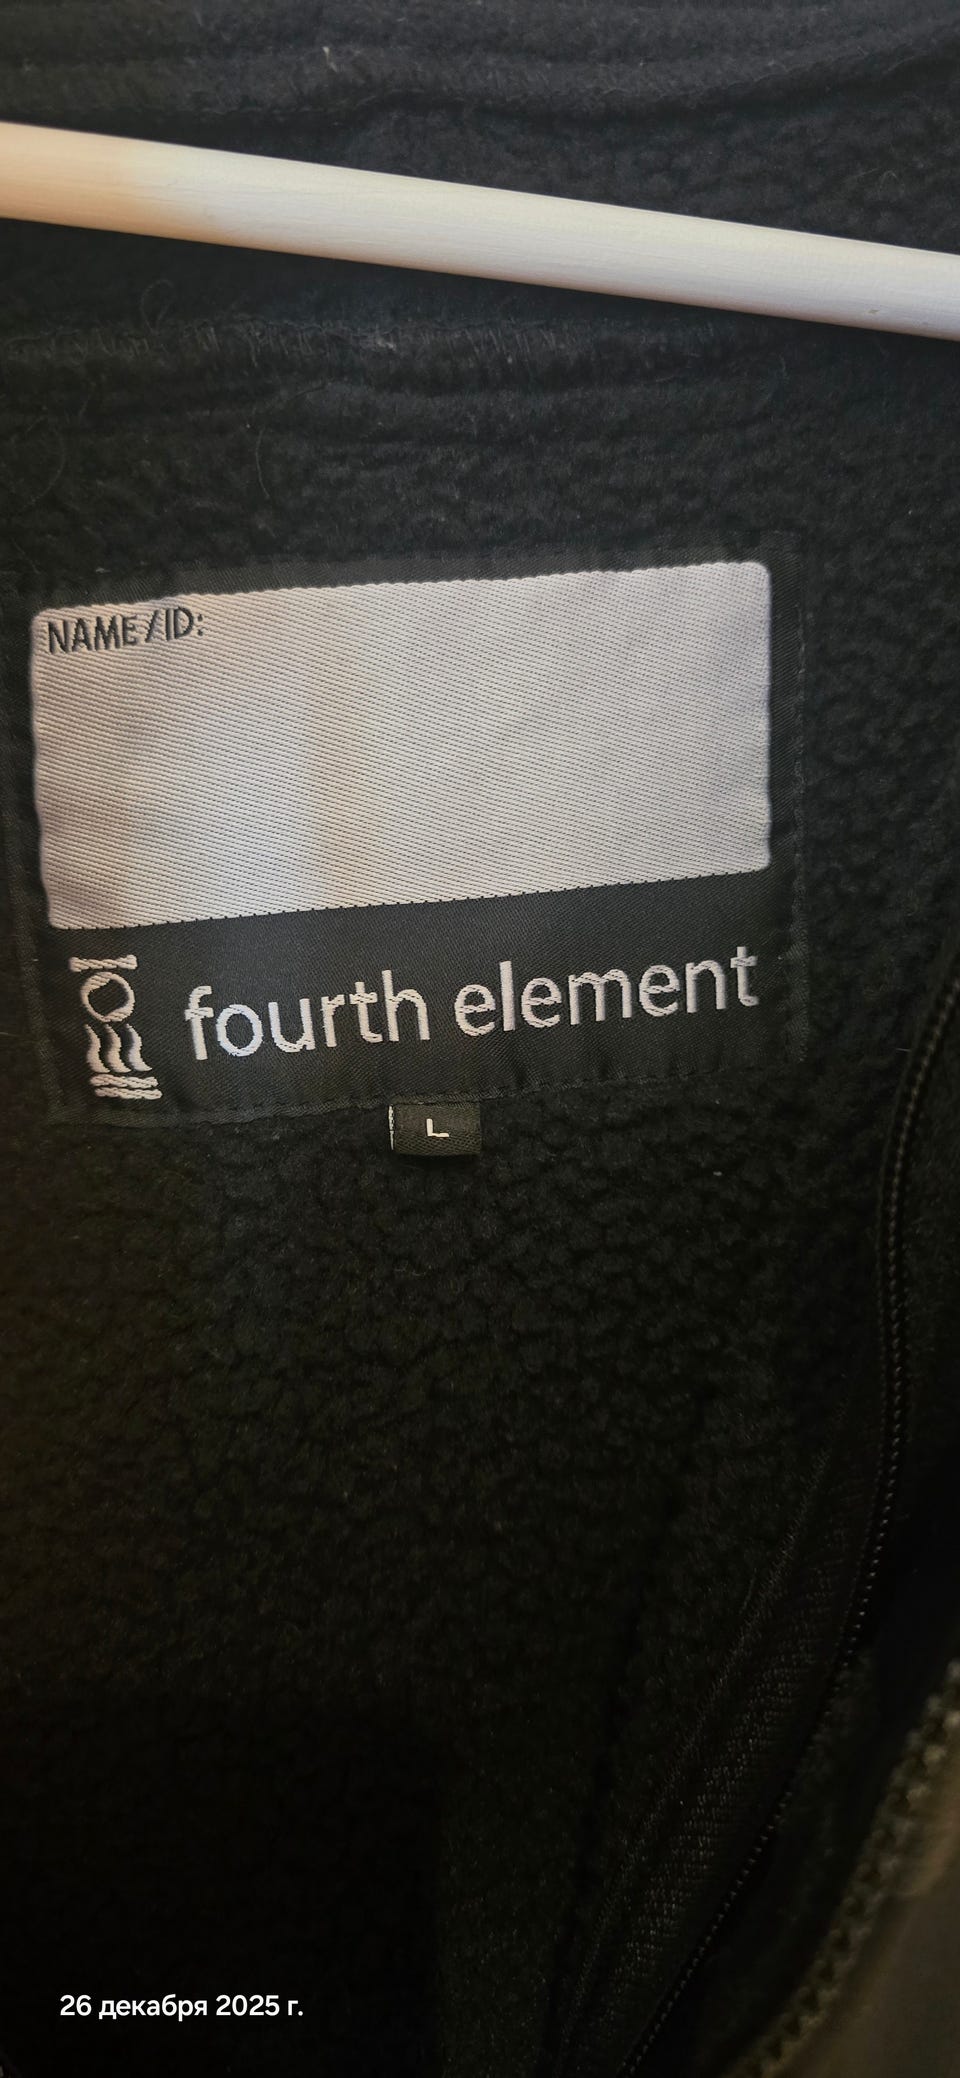 NAME/ID:
fourth element
L
26 декабря 2025 г.